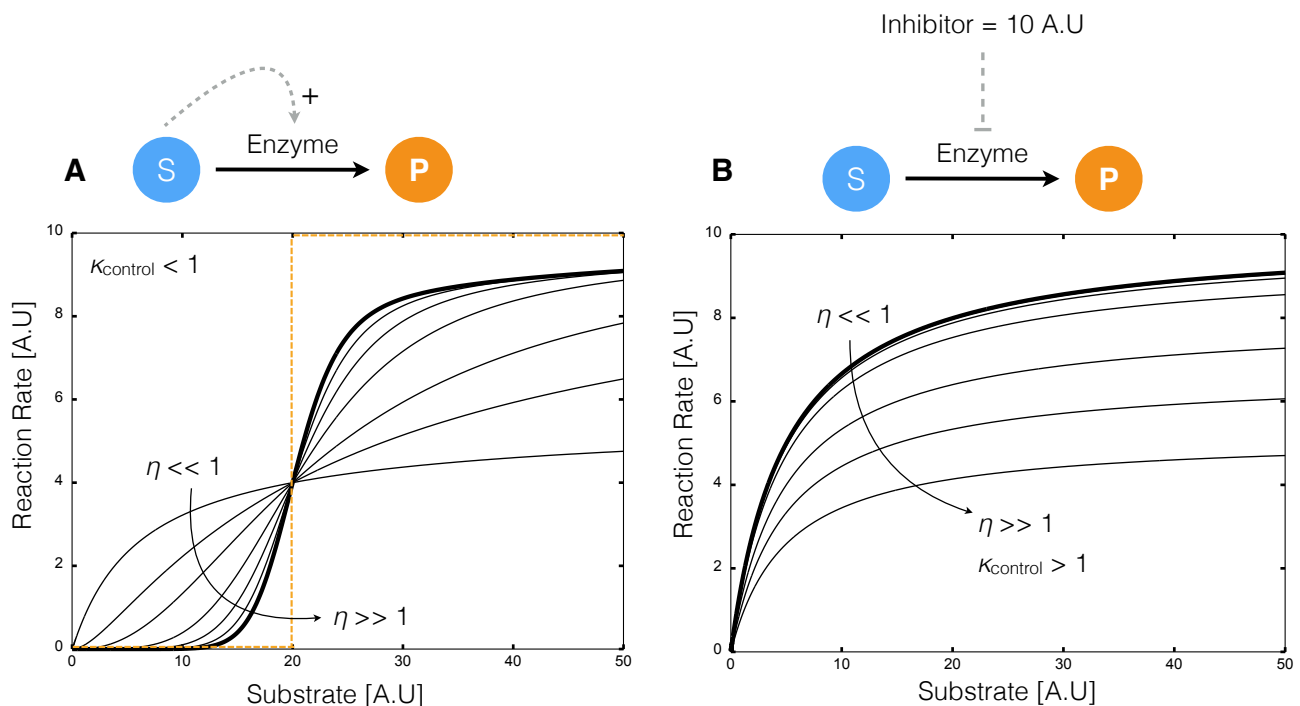 Inhibitor = 10 A.U
+
Enzyme
A
S
P
Enzyme
B
S
P
κcontrol < 1
η << 1
η >> 1
Reaction Rate [A.U]
10
8
6
4
2
0
0 10 20 30 40 50
Substrate [A.U]
η << 1
η >> 1
κcontrol > 1
Reaction Rate [A.U]
10
8
6
4
2
0
0 10 20 30 40 50
Substrate [A.U]